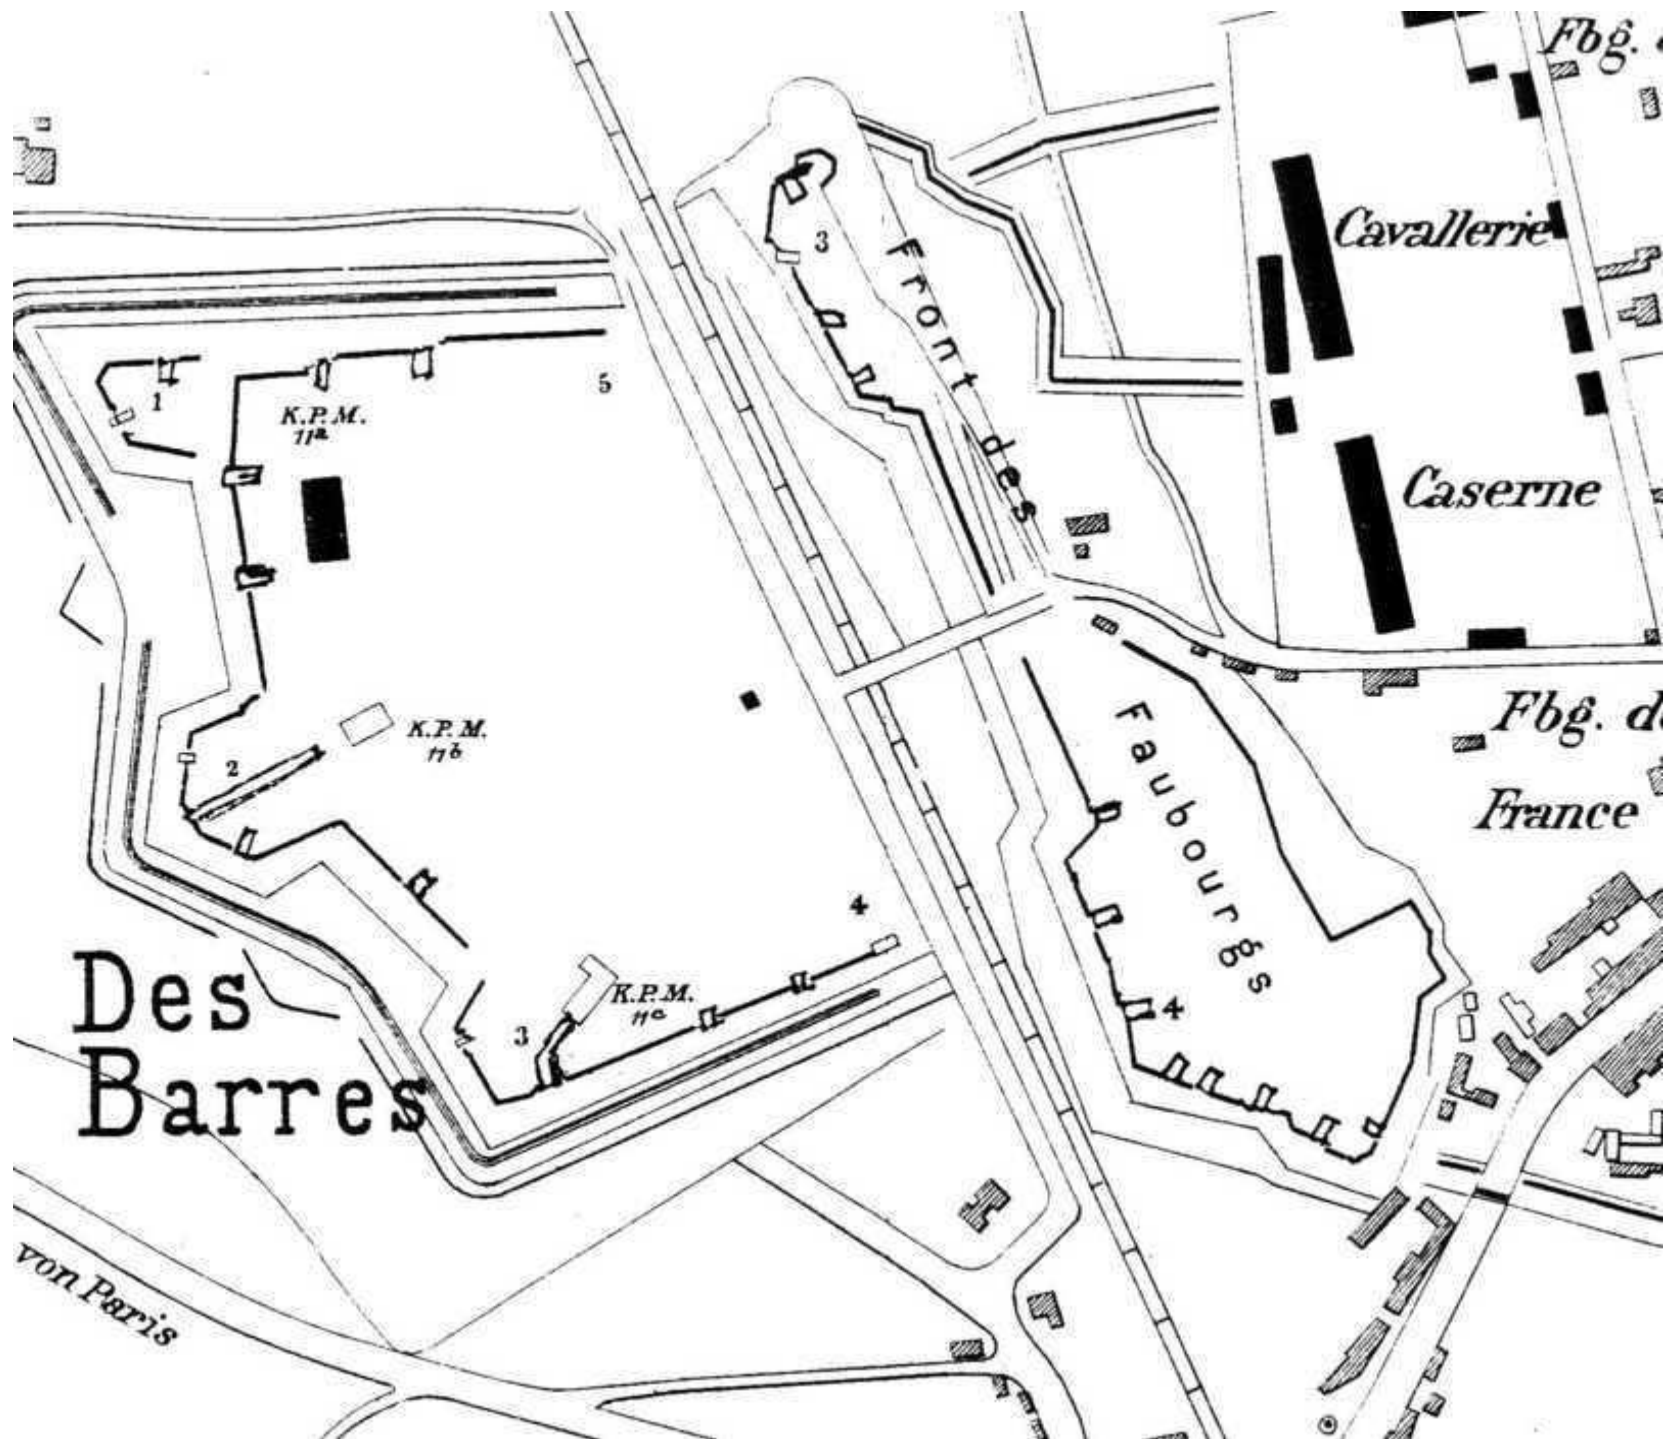 Fbg.
3
Cavallerie
Front des
5
1
K.P.M.
11a
Caserne
Fbg. d
K.P.M.
11b
2
France
Faubourgs
4
Des
Barres
K.P.M.
11c
3
4
von Paris